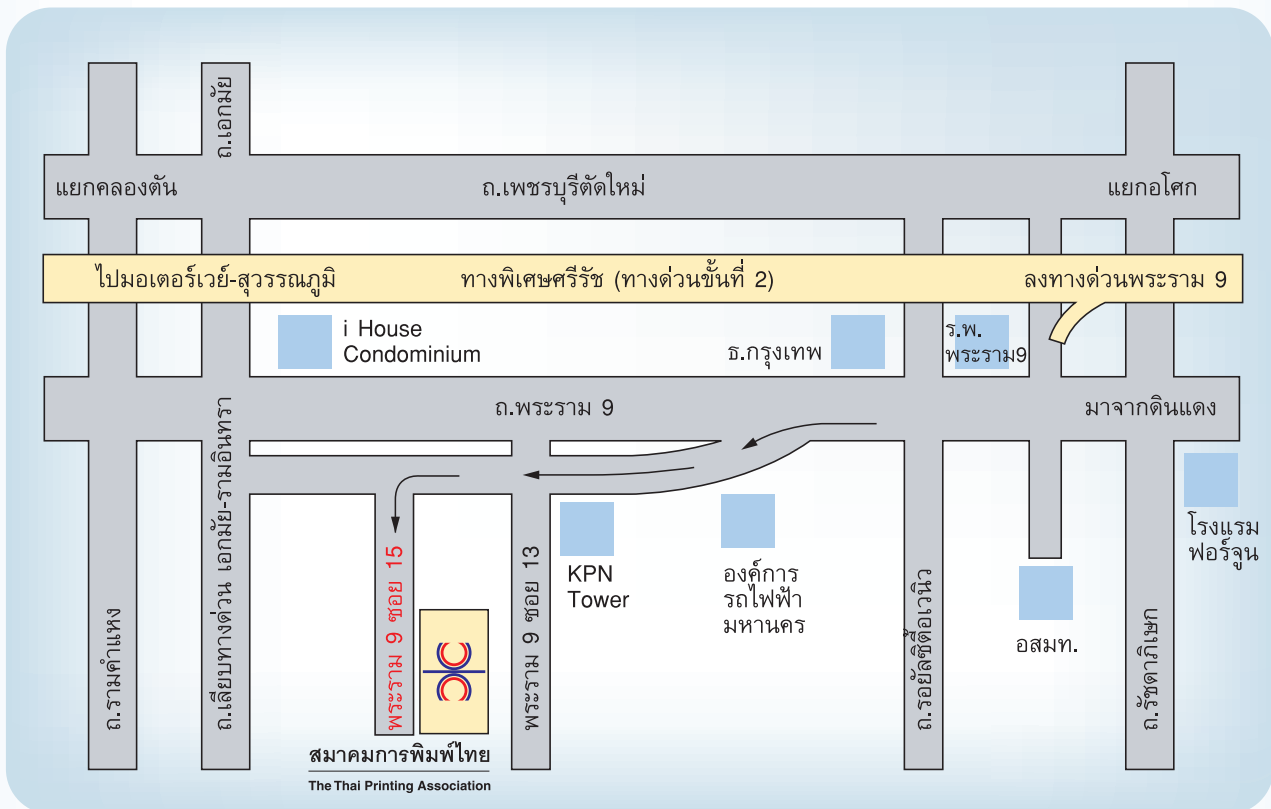 ถ.เอกมัย
แยกคลองตัน
ถ.เพชรบุรีตัดใหม่
แยกอโศก
ไปมอเตอร์เวย์-สุวรรณภูมิ
ทางพิเศษศรีรัช (ทางด่วนขั้นที่ 2)
ลงทางด่วนพระราม 9
i House
Condominium
ธ.กรุงเทพ
ร.พ.
พระราม9
ถ.พระราม 9
มาจากดินแดง
ถ.รามคำแหง
ถ.เลียบทางด่วน เอกมัย-รามอินทรา
พระราม 9 ซอย 15
พระราม 9 ซอย 13
KPN
Tower
องค์การ
รถไฟฟ้า
มหานคร
ถ.รอยัลซิตี้อเวนิว
อสมท.
ถ.รัชดาภิเษก
โรงแรม
ฟอร์จูน
สมาคมการพิมพ์ไทย
The Thai Printing Association